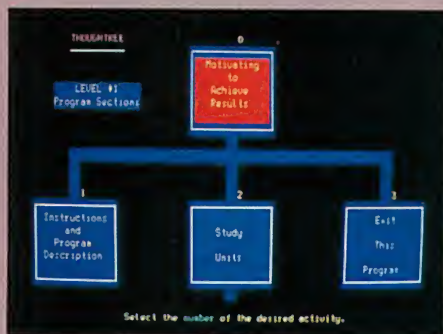 THOUGHTREE
0
Motivating
to
Achieve
Results
LEVEL #1
Program Sections
1
Instructions
and
Program
Description
2
Study
Units
3
Exit
This
Program
Select the number of the desired activity.